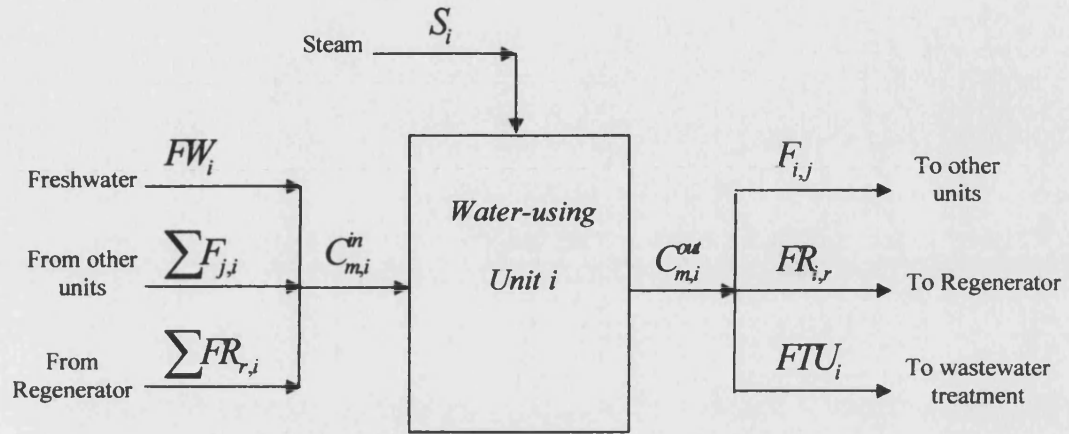 Steam
S_i
Freshwater
FW_i
From other
units
∑F_{j,i}
From
Regenerator
∑FR_{r,i}
C^{in}_{m,i}
Water-using
Unit i
C^{out}_{m,i}
F_{i,j}
To other
units
FR_{i,r}
To Regenerator
FTU_i
To wastewater
treatment